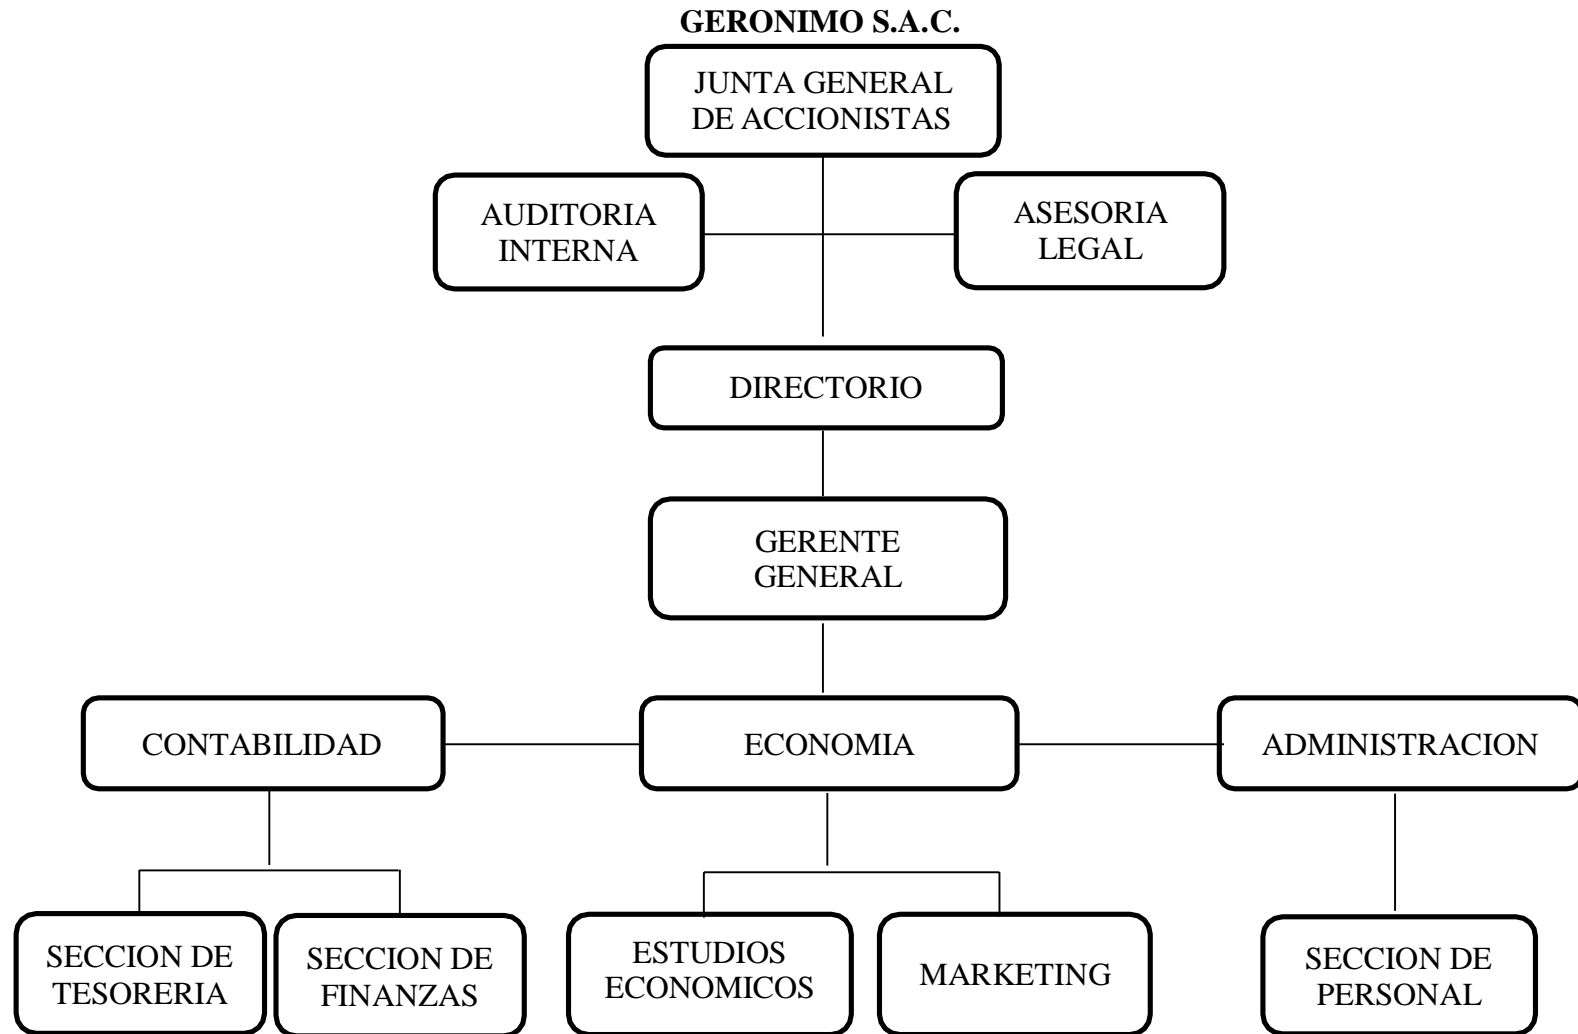 GERONIMO S.A.C.
JUNTA GENERAL
DE ACCIONISTAS
AUDITORIA
INTERNA
ASESORIA
LEGAL
DIRECTORIO
GERENTE
GENERAL
CONTABILIDAD
ECONOMIA
ADMINISTRACION
SECCION DE
TESORERIA
SECCION DE
FINANZAS
ESTUDIOS
ECONOMICOS
MARKETING
SECCION DE
PERSONAL